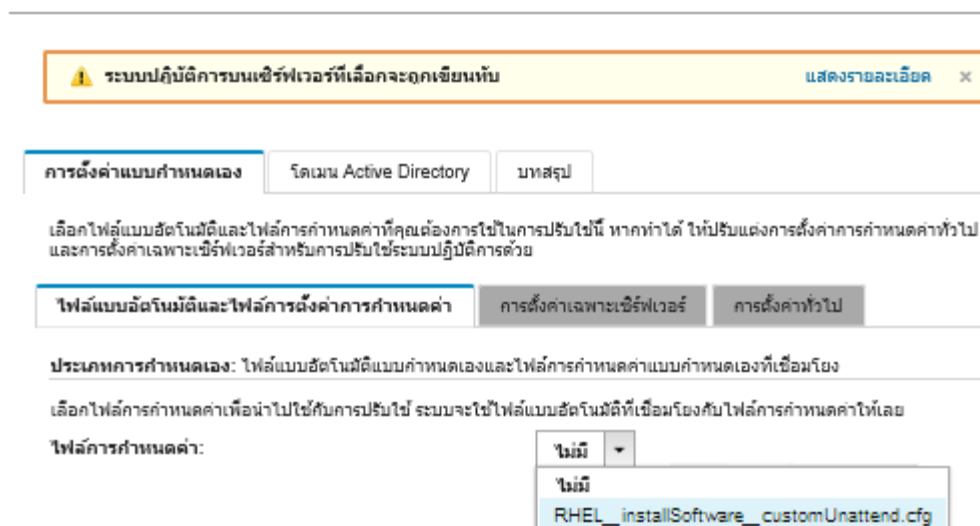 ระบบปฏิบัติการบนเซิร์ฟเวอร์ที่เลือกจะถูกเขียนทับ แสดงรายละเอียด ×
การตั้งค่าแบบกำหนดเอง โดเมน Active Directory บทสรุป
เลือกไฟล์แบบอัตโนมัติและไฟล์การกำหนดค่าที่คุณต้องการใช้ในการปรับใช้นี้ หากทำได้ ให้ปรับแต่งการตั้งค่าการกำหนดค่าทั่วไป
และการตั้งค่าเฉพาะเซิร์ฟเวอร์สำหรับการปรับใช้ระบบปฏิบัติการด้วย
ไฟล์แบบอัตโนมัติและไฟล์การตั้งค่าการกำหนดค่า การตั้งค่าเฉพาะเซิร์ฟเวอร์ การตั้งค่าทั่วไป
ประเภทการกำหนดเอง: ไฟล์แบบอัตโนมัติแบบกำหนดเองและไฟล์การกำหนดค่าแบบกำหนดเองที่เชื่อมโยง
เลือกไฟล์การกำหนดค่าเพื่อนำไปใช้กับการปรับใช้ ระบบจะใช้ไฟล์แบบอัตโนมัติที่เชื่อมโยงกับไฟล์การกำหนดค่าให้เลย
ไฟล์การกำหนดค่า: ไม่มี
ไม่มี
RHEL__installSoftware__customUnattend.cfg